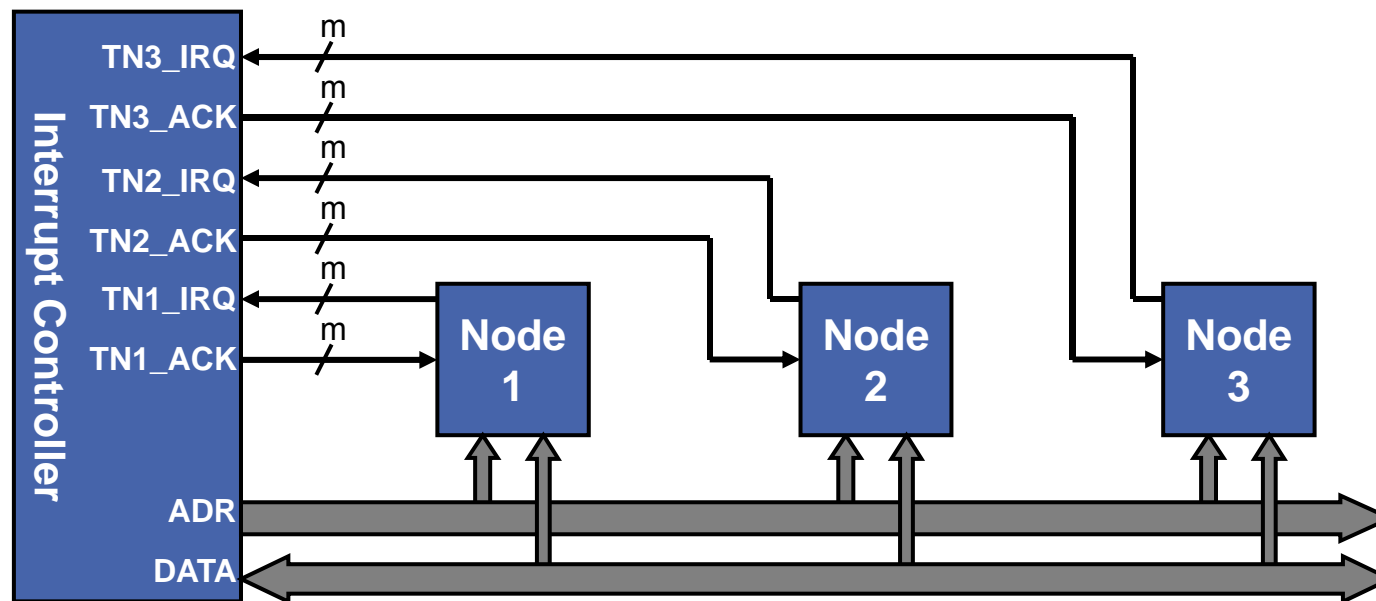 m
TN3_IRQ
m
TN3_ACK
m
TN2_IRQ
m
TN2_ACK
m
TN1_IRQ
m
TN1_ACK
Interrupt Controller
Node
1
Node
2
Node
3
ADR
DATA